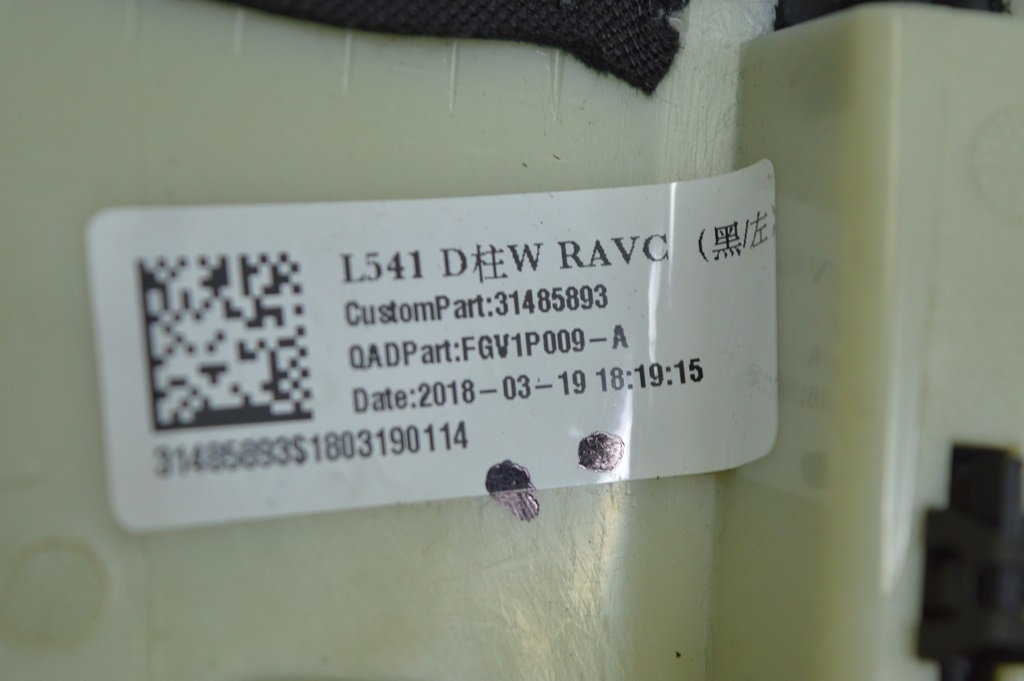 L541 D柱W RAVC (黑/左)
CustomPart:31485893
QADPart:FGV1P009-A
Date:2018-03-19 18:19:15
31485893S1803190114